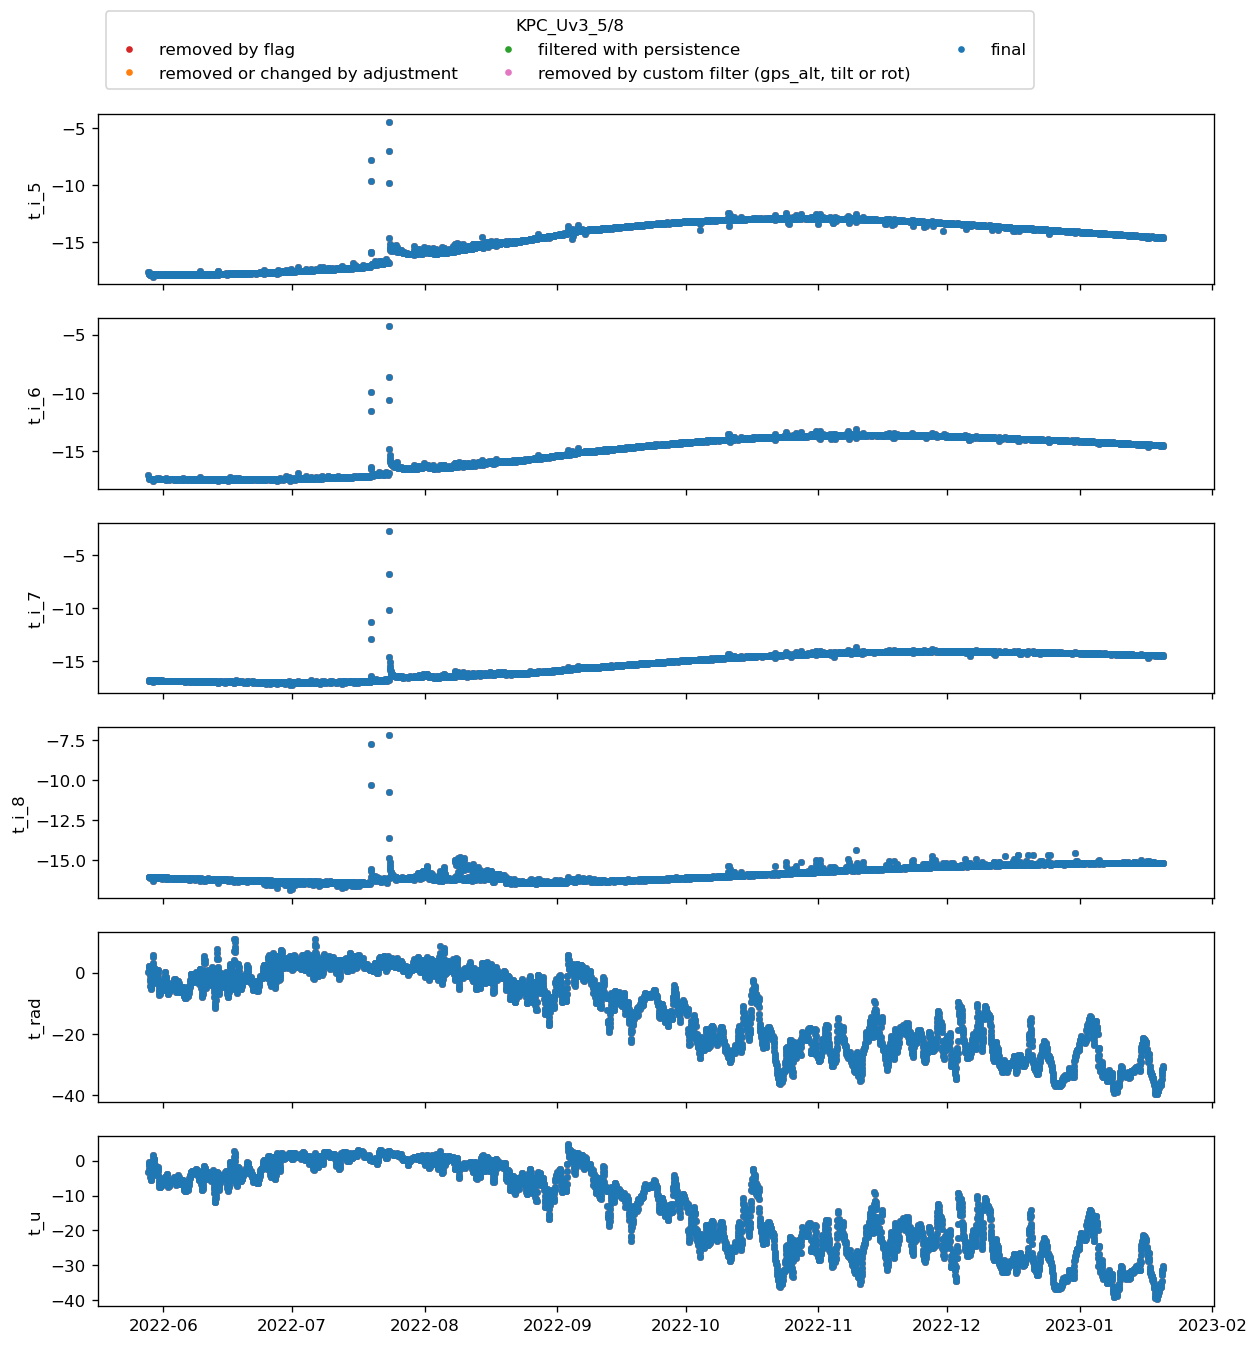 KPC_Uv3_5/8
removed by flag
filtered with persistence
final
removed or changed by adjustment
removed by custom filter (gps_alt, tilt or rot)
−5
−10
−15
t_i_5
−5
−10
−15
t_i_6
−5
−10
−15
t_i_7
−7.5
−10.0
−12.5
−15.0
t_i_8
0
−20
−40
t_rad
0
−10
−20
−30
−40
t_u
2022-06
2022-07
2022-08
2022-09
2022-10
2022-11
2022-12
2023-01
2023-02